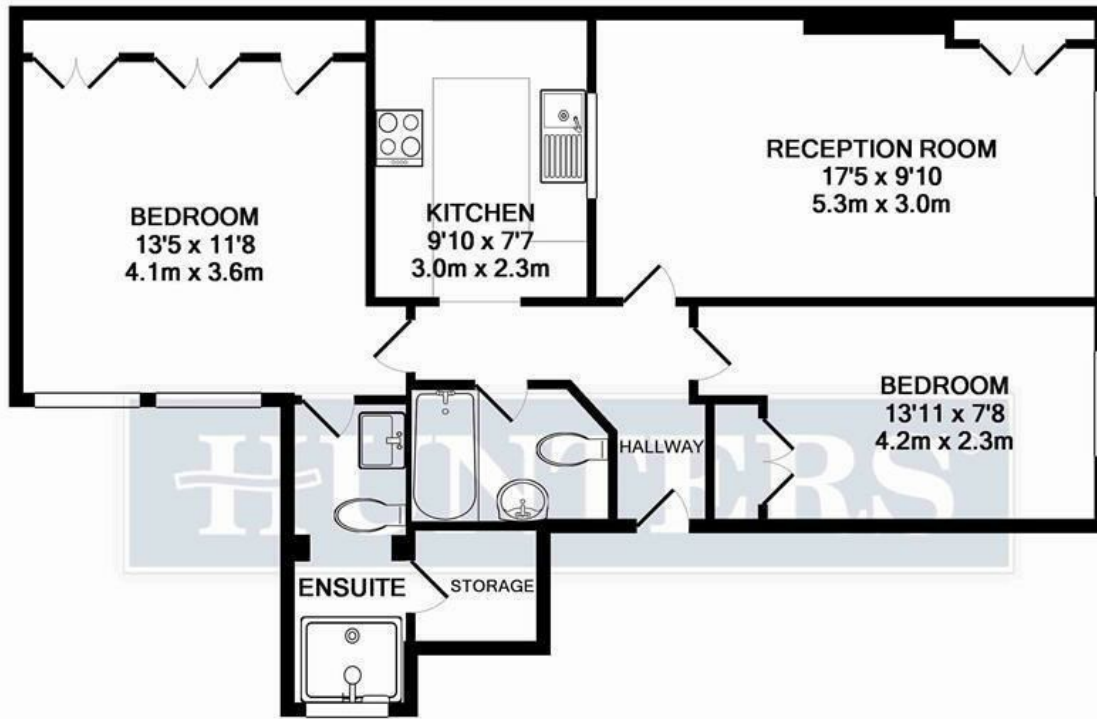 BEDROOM
13'5 x 11'8
4.1m x 3.6m
KITCHEN
9'10 x 7'7
3.0m x 2.3m
RECEPTION ROOM
17'5 x 9'10
5.3m x 3.0m
BEDROOM
13'11 x 7'8
4.2m x 2.3m
HALLWAY
HUNTERS
ENSUITE
STORAGE